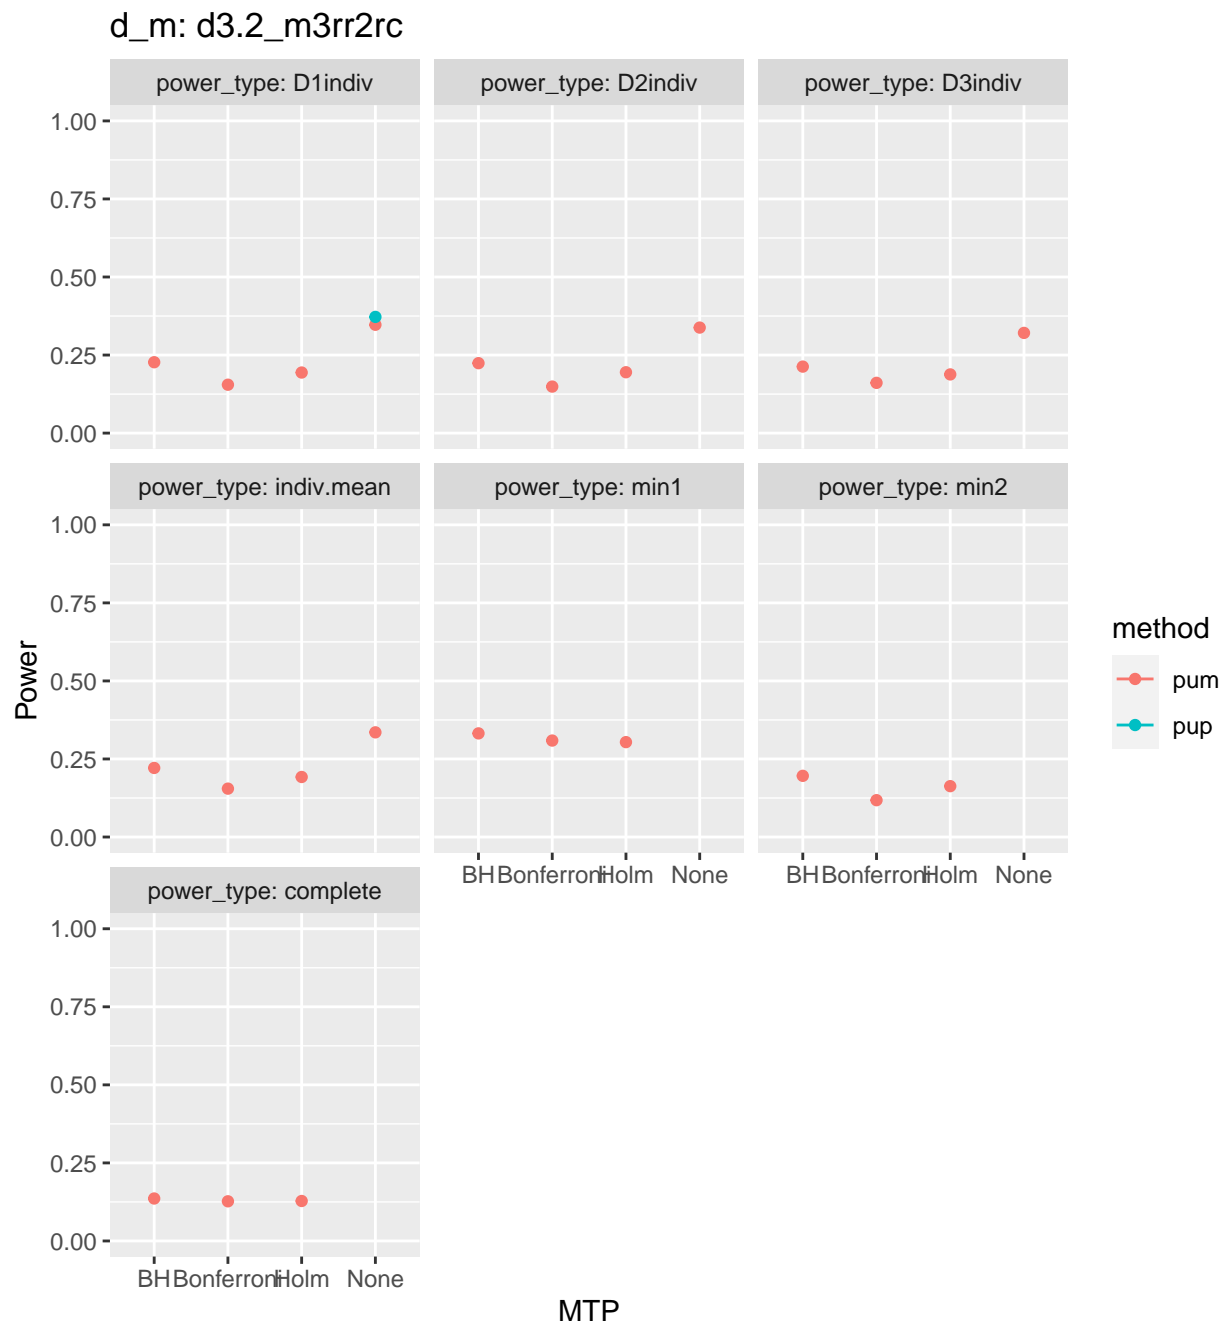 d_m: d3.2_m3rr2rc
power_type: D1indiv
power_type: D2indiv
power_type: D3indiv
1.00
0.75
0.50
0.25
0.00
power_type: indiv.mean
power_type: min1
power_type: min2
1.00
0.75
0.50
0.25
0.00
Power
method
pum
pup
BH Bonferroni Holm None
BH Bonferroni Holm None
power_type: complete
1.00
0.75
0.50
0.25
0.00
BH Bonferroni Holm None
MTP